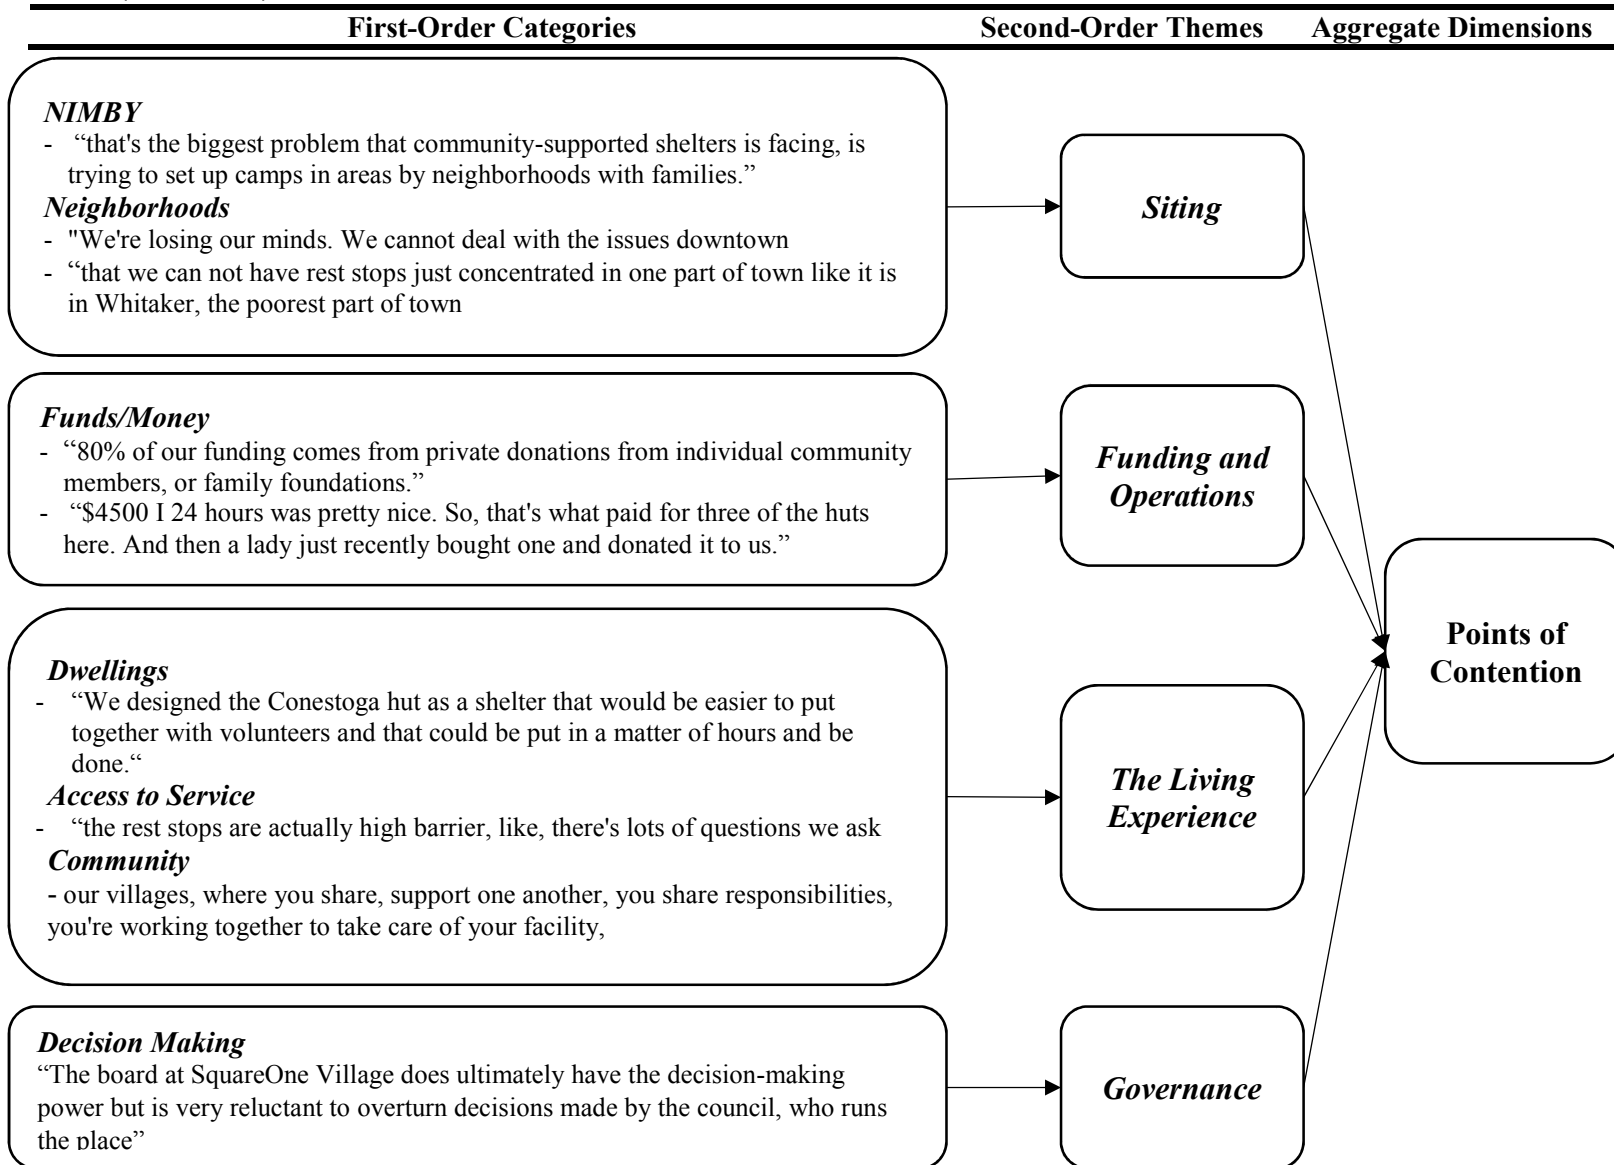 First-Order Categories Second-Order Themes Aggregate Dimensions
NIMBY
- “that's the biggest problem that community-supported shelters is facing, is
trying to set up camps in areas by neighborhoods with families.”
Neighborhoods
- "We're losing our minds. We cannot deal with the issues downtown
- “that we can not have rest stops just concentrated in one part of town like it is
in Whitaker, the poorest part of town
Siting
Funds/Money
- “80% of our funding comes from private donations from individual community
members, or family foundations.”
- “$4500 I 24 hours was pretty nice. So, that's what paid for three of the huts
here. And then a lady just recently bought one and donated it to us.”
Funding and
Operations
Dwellings
- “We designed the Conestoga hut as a shelter that would be easier to put
together with volunteers and that could be put in a matter of hours and be
done.“
Access to Service
- “the rest stops are actually high barrier, like, there's lots of questions we ask
Community
- our villages, where you share, support one another, you share responsibilities,
you're working together to take care of your facility,
The Living
Experience
Decision Making
“The board at SquareOne Village does ultimately have the decision-making
power but is very reluctant to overturn decisions made by the council, who runs
the place”
Governance
Points of
Contention